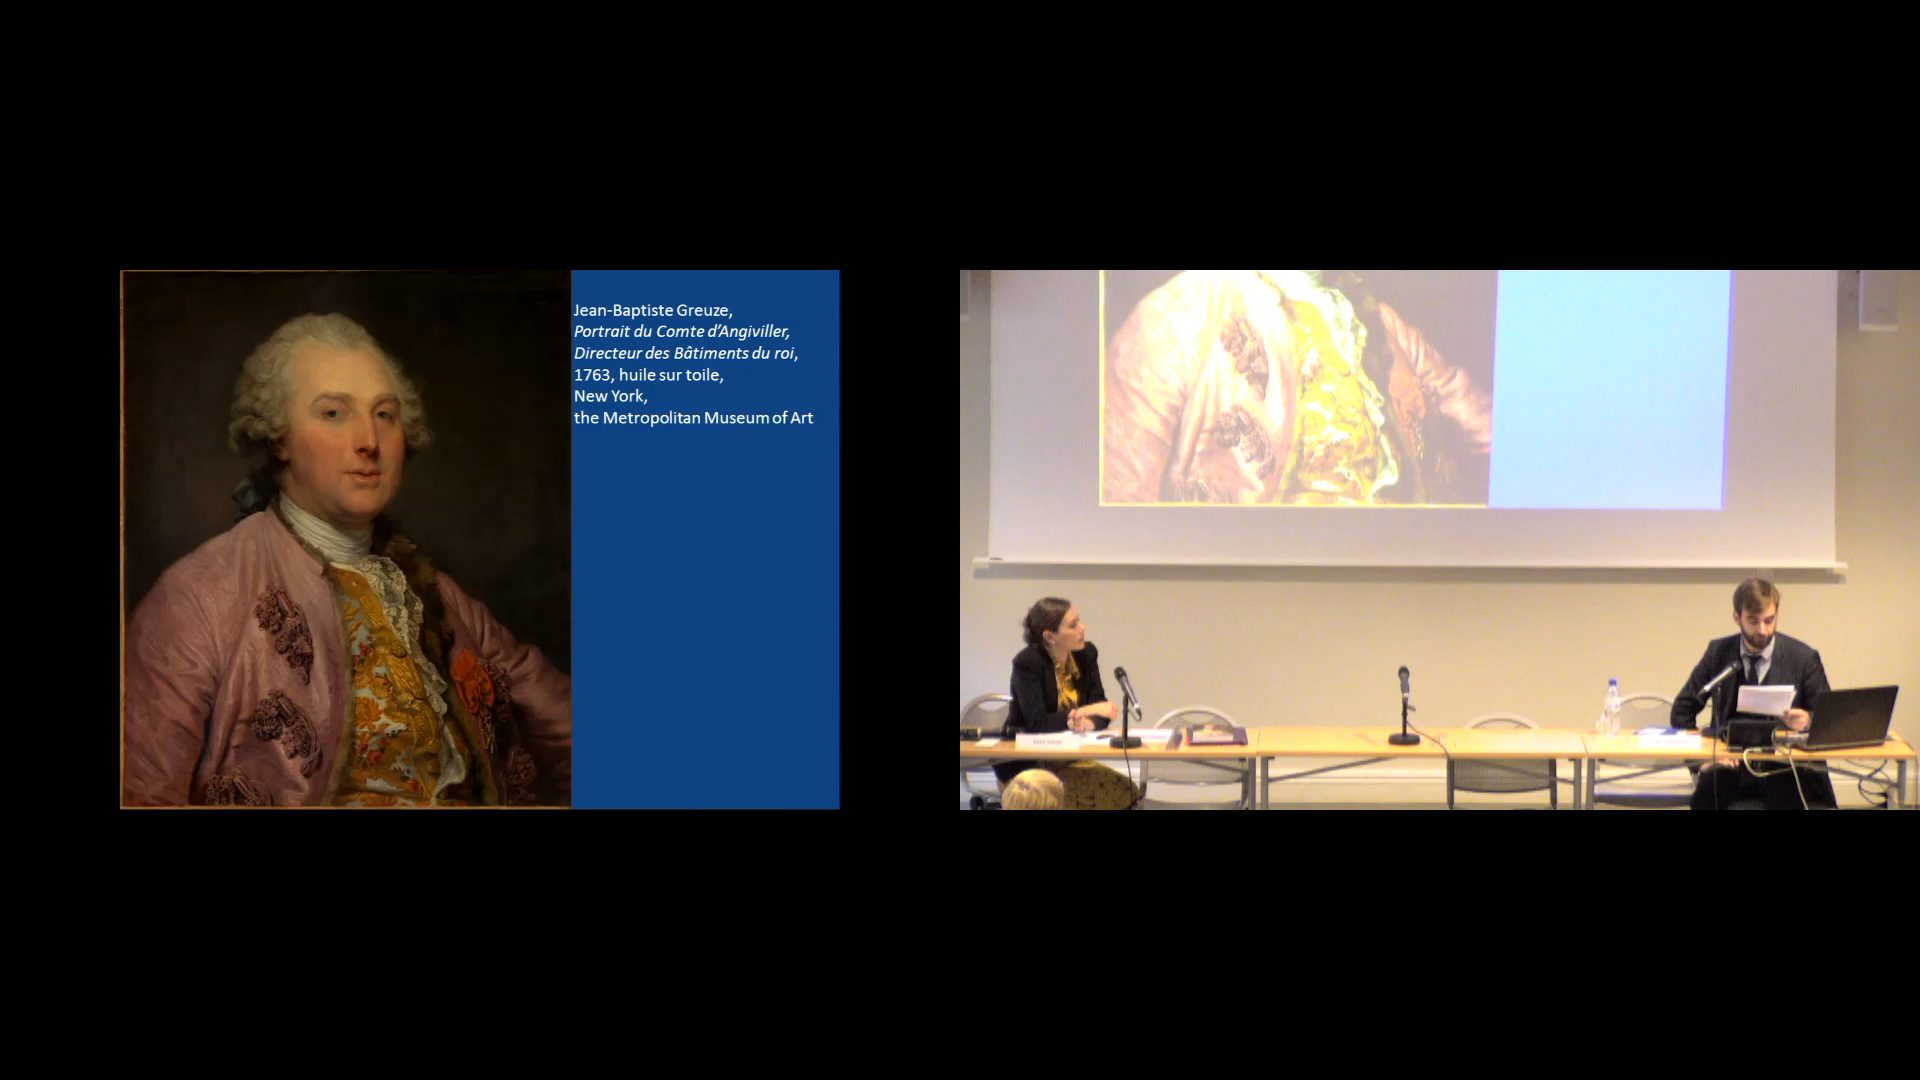 Jean-Baptiste Greuze,
Portrait du Comte d'Angiviller,
Directeur des Bâtiments du roi,
1763, huile sur toile,
New York,
the Metropolitan Museum of Art